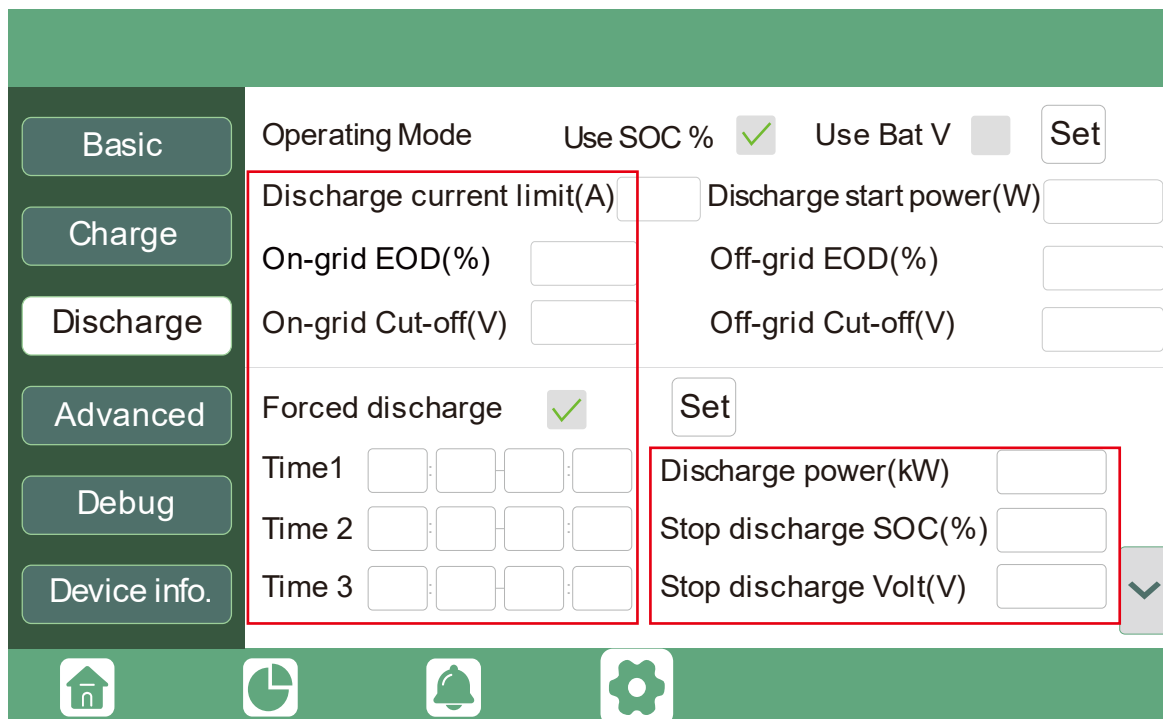 Basic
Charge
Discharge
Advanced
Debug
Device info.
Operating Mode Use SOC % Use Bat V Set
Discharge current limit(A) Discharge start power(W)
On-grid EOD(%) Off-grid EOD(%)
On-grid Cut-off(V) Off-grid Cut-off(V)
Forced discharge Set
Time1 : - : Discharge power(kW)
Time 2 : - : Stop discharge SOC(%)
Time 3 : - : Stop discharge Volt(V)